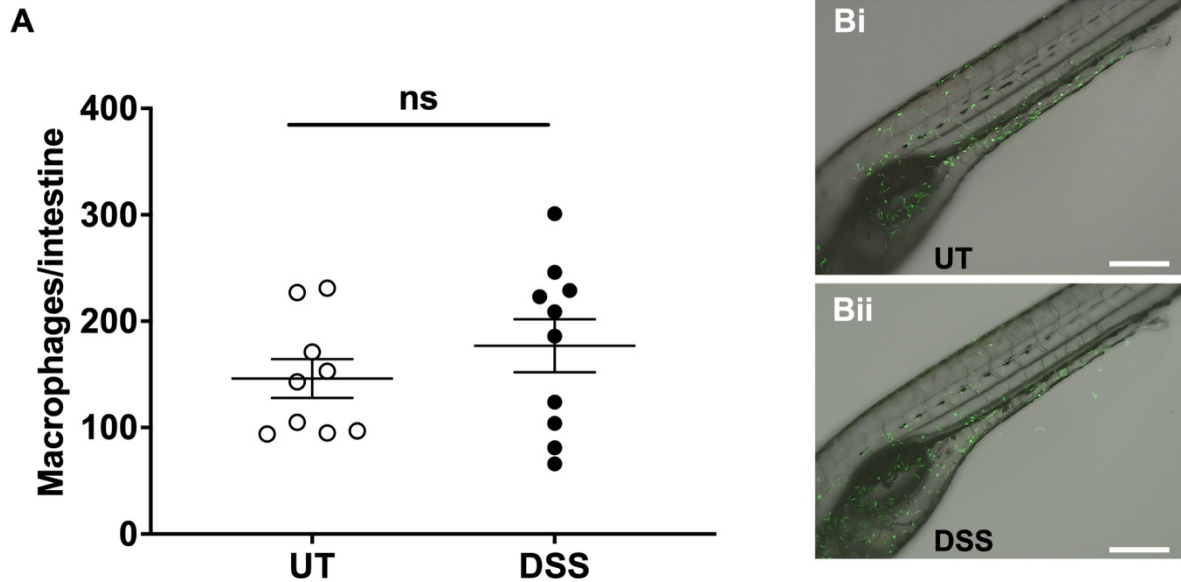 A
Macrophages/intestine
400
300
200
100
0
ns
UT
DSS
Bi
UT
Bii
DSS